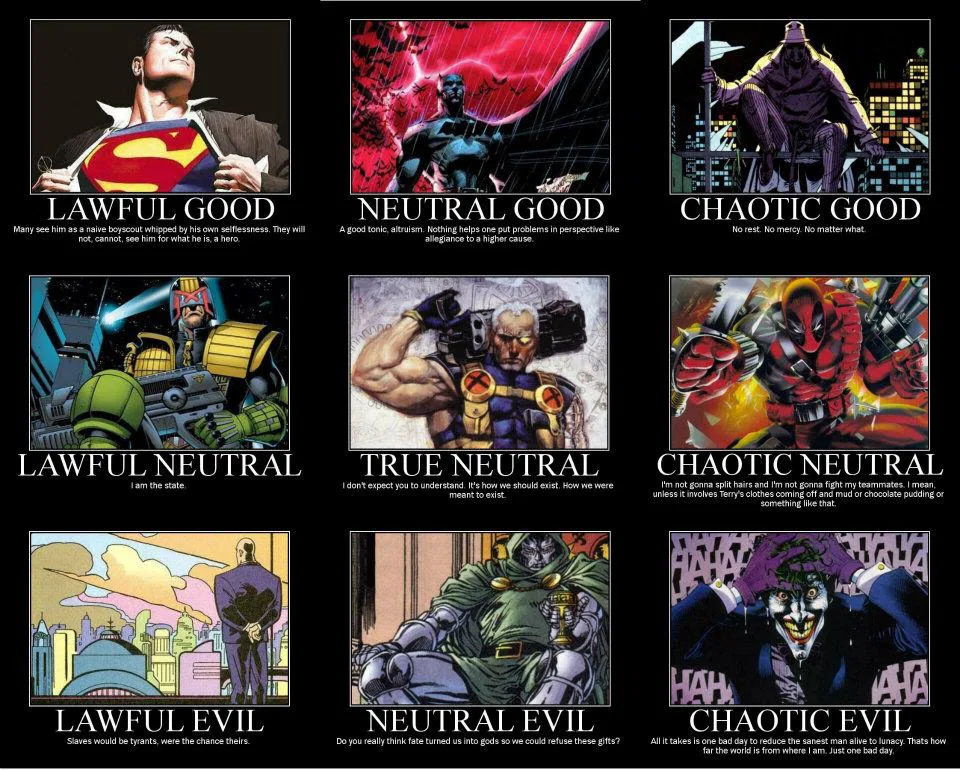 LAWFUL GOOD
Many see him as a naive boyscout whipped by his own selflessness. They will
not, cannot, see him for what he is, a hero.
NEUTRAL GOOD
A good tonic, altruism. Nothing helps one put problems in perspective like
allegiance to a higher cause.
CHAOTIC GOOD
No rest. No mercy. No matter what.
LAWFUL NEUTRAL
I am the state.
TRUE NEUTRAL
I don't expect you to understand. It's how we should exist. How we were
meant to exist.
CHAOTIC NEUTRAL
I'm not gonna split hairs and I'm not gonna fight my teammates. I mean,
unless it involves Terry's clothes coming off and mud or chocolate pudding or
something like that.
LAWFUL EVIL
Slaves would be tyrants, were the chance theirs.
NEUTRAL EVIL
Do you really think fate turned us into gods so we could refuse these gifts?
HAHAHA
HAHA
HAH
HAHA
CHAOTIC EVIL
All it takes is one bad day to reduce the sanest man alive to lunacy. Thats how
far the world is from where I am. Just one bad day.